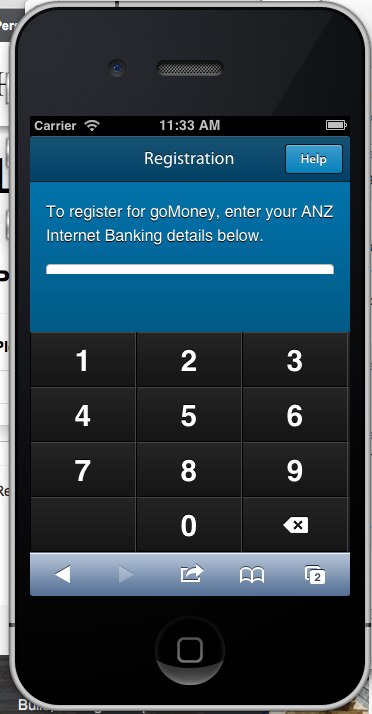 Carrier 11:33 AM
Registration Help
To register for goMoney, enter your ANZ
Internet Banking details below.
1 2 3
4 5 6
7 8 9
0
2